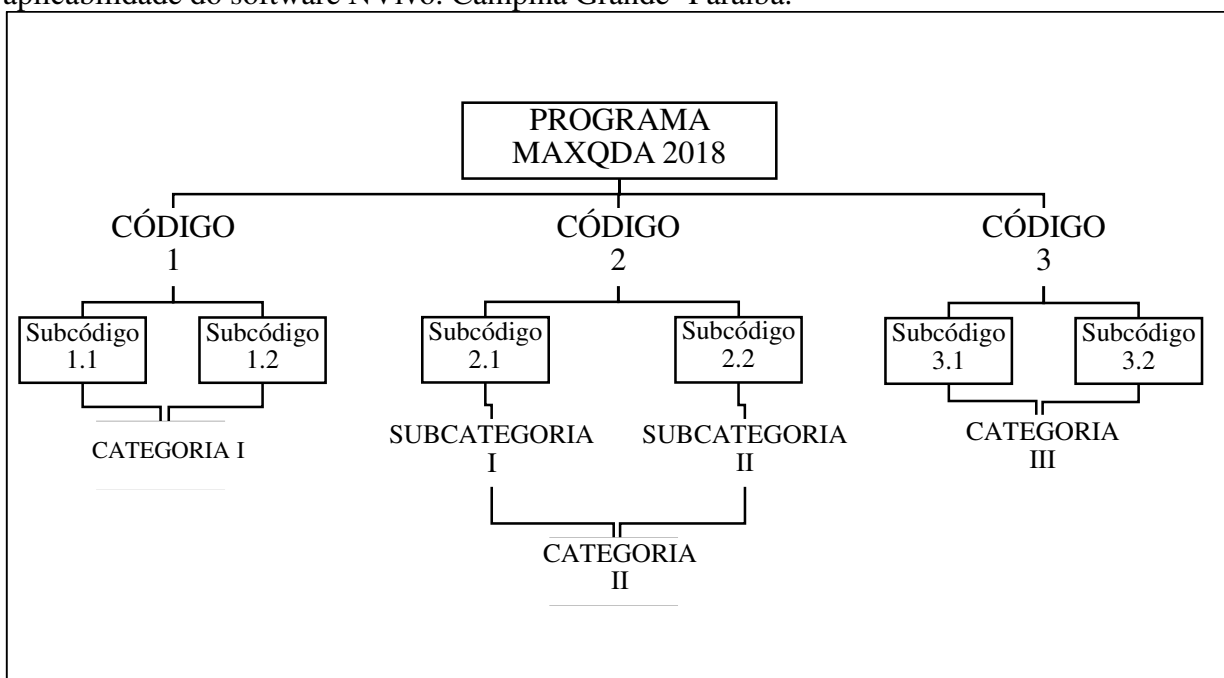 aplicabilidade do software NVivo. Campina Grande- Paraíba.
PROGRAMA
MAXQDA 2018
CÓDIGO
1
CÓDIGO
2
CÓDIGO
3
Subcódigo
1.1
Subcódigo
1.2
Subcódigo
2.1
Subcódigo
2.2
Subcódigo
3.1
Subcódigo
3.2
CATEGORIA I
SUBCATEGORIA
I
SUBCATEGORIA
II
CATEGORIA
III
CATEGORIA
II